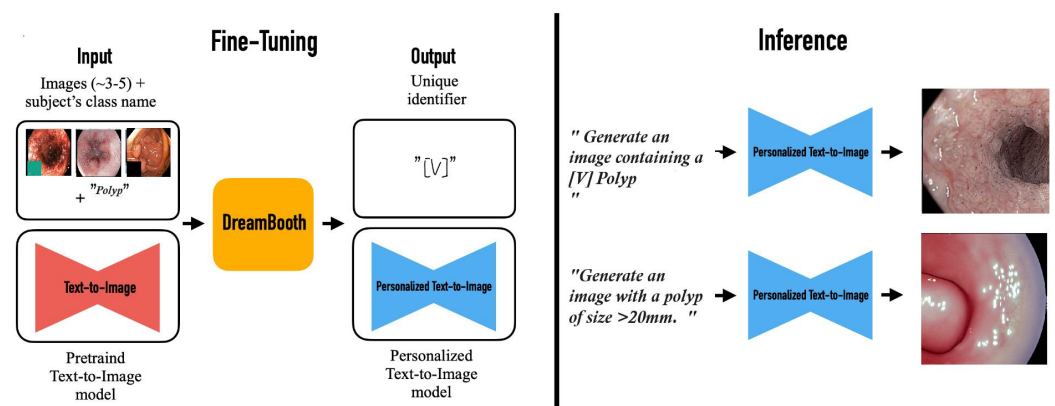 Fine-Tuning
Input
Images (~3-5) +
subject's class name
+ "Polyp"
Text-to-Image
Pretraind
Text-to-Image
model
DreamBooth
Output
Unique
identifier
"[V]"
Personalized Text-to-Image
Personalized
Text-to-Image
model
Inference
" Generate an
image containing a
[V] Polyp
"
Personalized Text-to-Image
"Generate an
image with a polyp
of size >20mm. "
Personalized Text-to-Image